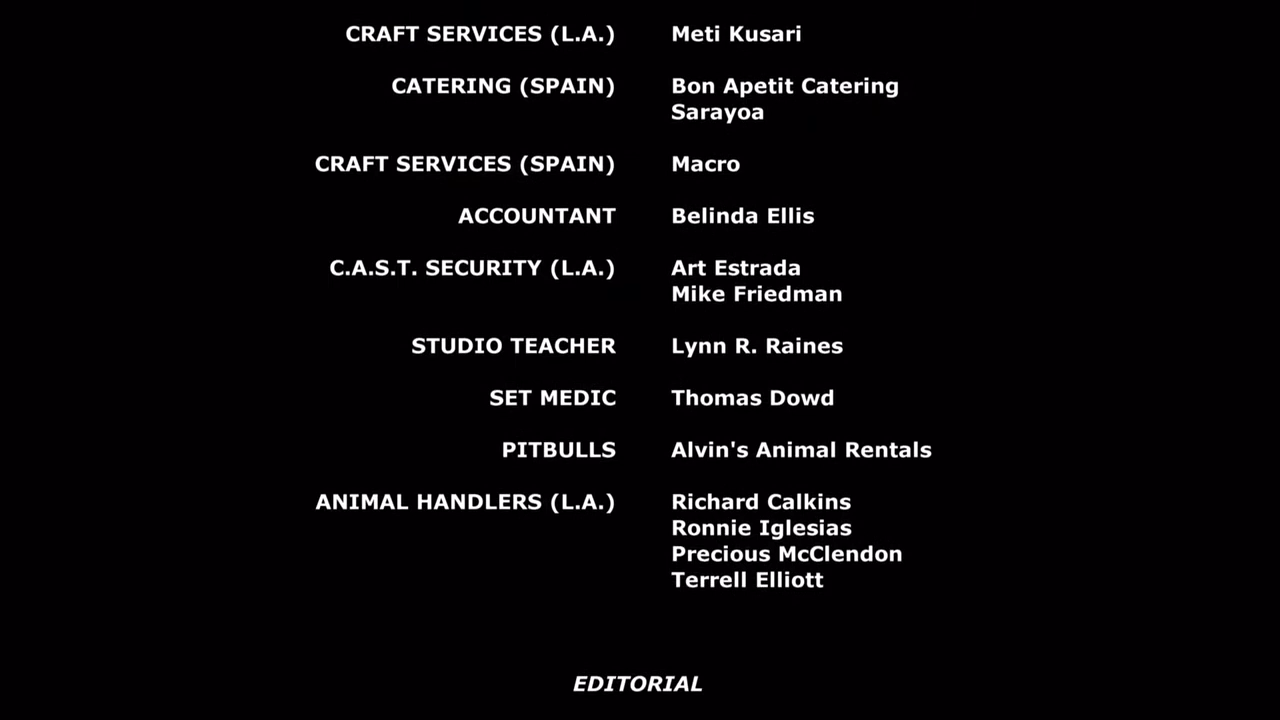 CRAFT SERVICES (L.A.) Meti Kusari
CATERING (SPAIN) Bon Apetit Catering
Sarayoa
CRAFT SERVICES (SPAIN) Macro
ACCOUNTANT Belinda Ellis
C.A.S.T. SECURITY (L.A.) Art Estrada
Mike Friedman
STUDIO TEACHER Lynn R. Raines
SET MEDIC Thomas Dowd
PITBULLS Alvin's Animal Rentals
ANIMAL HANDLERS (L.A.) Richard Calkins
Ronnie Iglesias
Precious McClendon
Terrell Elliott
EDITORIAL